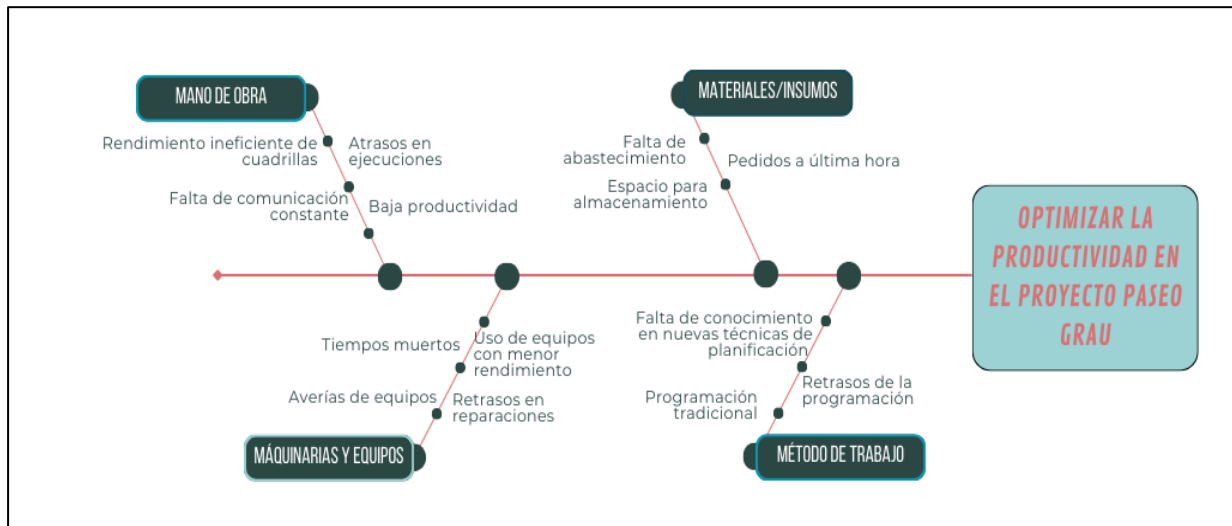 MANO DE OBRA
Rendimiento ineficiente de
cuadrillas
Atrasos en
ejecuciones
Falta de comunicación
constante
Baja productividad
MATERIALES/INSUMOS
Falta de
abastecimiento
Pedidos a última hora
Espacio para
almacenamiento
OPTIMIZAR LA
PRODUCTIVIDAD EN
EL PROYECTO PASEO
GRAU
Tiempos muertos
Uso de equipos
con menor
rendimiento
Averías de equipos
Retrasos en
reparaciones
MÁQUINARIAS Y EQUIPOS
Falta de conocimiento
en nuevas técnicas de
planificación
Retrasos de la
programación
Programación
tradicional
MÉTODO DE TRABAJO